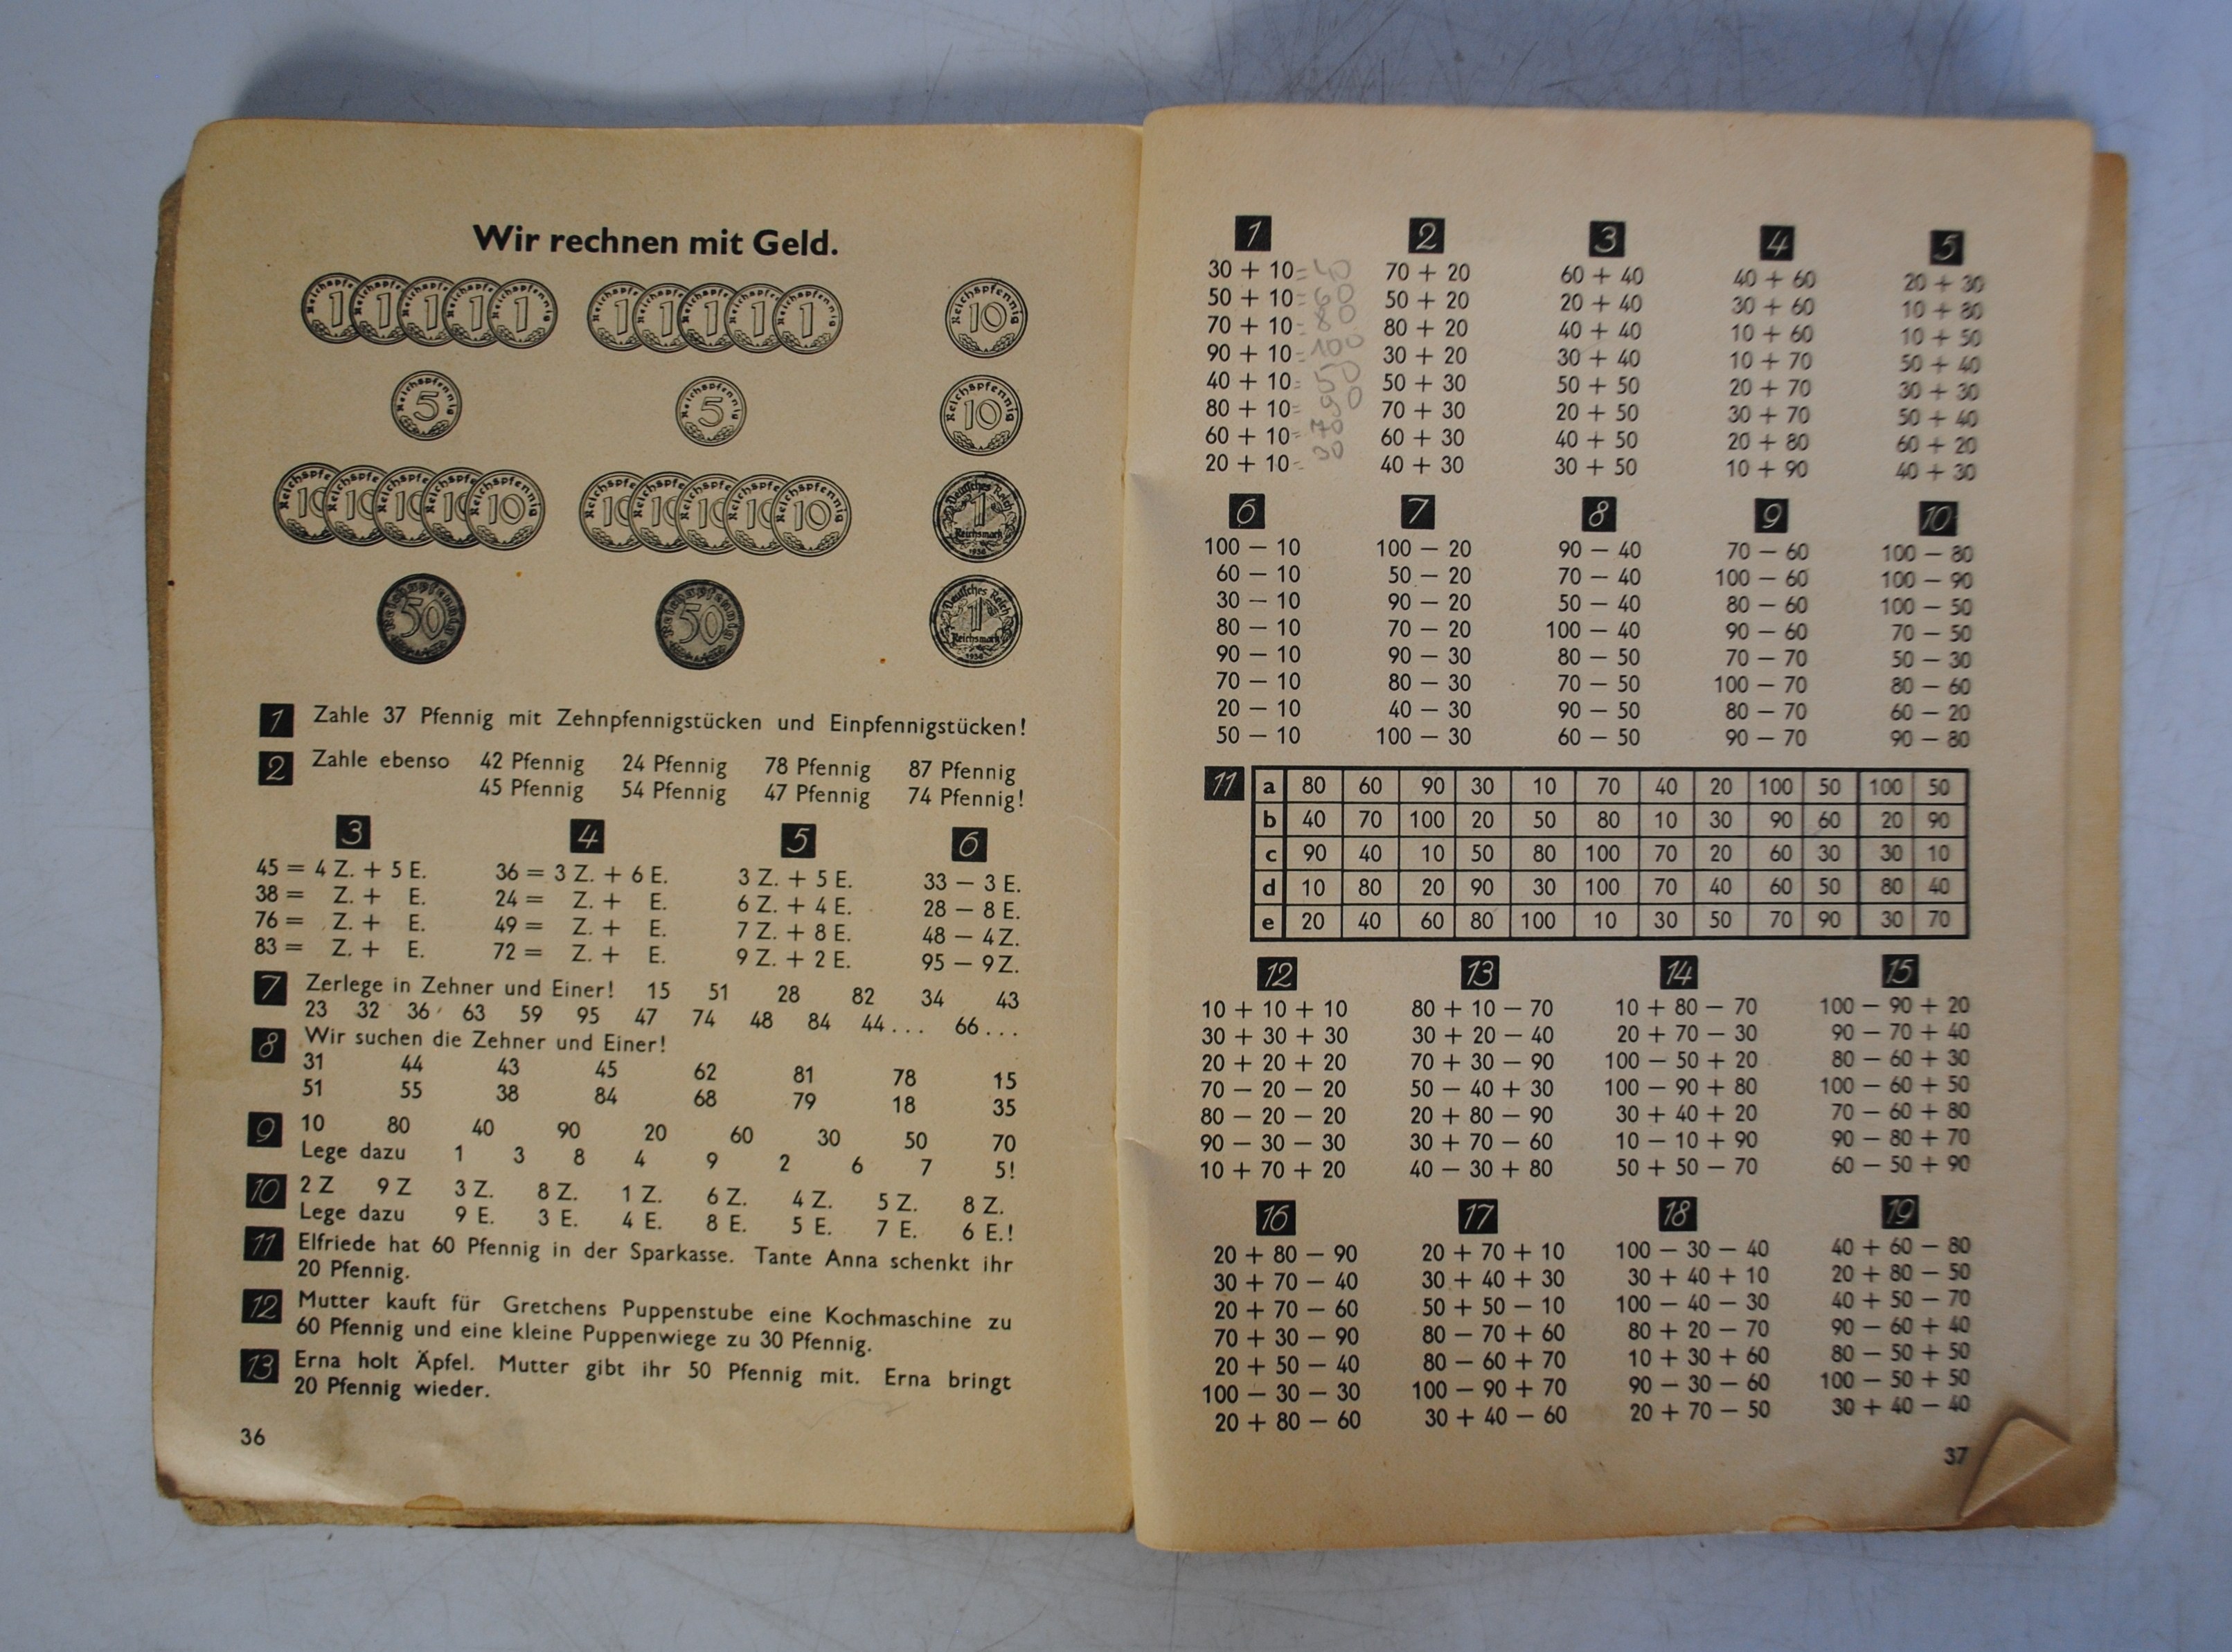 Wir rechnen mit Geld.
Reichspfennig 1 Reichspfennig 1 Reichspfennig 10
Reichspfennig 5 Reichspfennig 5 Reichspfennig 10
Reichspfennig 10 Reichspfennig 10 Deutsches Reich 1 Reichsmark
Reichspfennig 50 Reichspfennig 50 Deutsches Reich 1 Reichsmark
1 Zahle 37 Pfennig mit Zehnpfennigstücken und Einpfennigstücken!
2 Zahle ebenso 42 Pfennig 24 Pfennig 78 Pfennig 87 Pfennig
45 Pfennig 54 Pfennig 47 Pfennig 74 Pfennig!
3 4 5 6
45 = 4 Z. + 5 E. 36 = 3 Z. + 6 E. 3 Z. + 5 E. 33 — 3 E.
38 = Z. + E. 24 = Z. + E. 6 Z. + 4 E. 28 — 8 E.
76 = Z. + E. 49 = Z. + E. 7 Z. + 8 E. 48 — 4 Z.
83 = Z. + E. 72 = Z. + E. 9 Z. + 2 E. 95 — 9 Z.
7 Zerlege in Zehner und Einer! 15 51 28 82 34 43
23 32 36 63 59 95 47 74 48 84 44... 66...
8 Wir suchen die Zehner und Einer!
31 44 43 45 62 81 78 15
51 55 38 84 68 79 18 35
9 10 80 40 90 20 60 30 50 70
Lege dazu 1 3 8 4 9 2 6 7 5!
10 2 Z 9 Z 3 Z. 8 Z. 1 Z. 6 Z. 4 Z. 5 Z. 8 Z.
Lege dazu 9 E. 3 E. 4 E. 8 E. 5 E. 7 E. 6 E.!
11 Elfriede hat 60 Pfennig in der Sparkasse. Tante Anna schenkt ihr
20 Pfennig.
12 Mutter kauft für Gretchens Puppenstube eine Kochmaschine zu
60 Pfennig und eine kleine Puppenwiege zu 30 Pfennig.
13 Erna holt Äpfel. Mutter gibt ihr 50 Pfennig mit. Erna bringt
20 Pfennig wieder.
36
1 2 3 4 5
30 + 10 = 40 70 + 20 60 + 40 40 + 60 20 + 30
50 + 10 = 60 50 + 20 20 + 40 30 + 60 10 + 80
70 + 10 = 80 80 + 20 40 + 40 10 + 60 10 + 50
90 + 10 = 100 30 + 20 30 + 40 10 + 70 50 + 40
40 + 10 = 50 50 + 30 50 + 50 20 + 70 30 + 30
80 + 10 = 90 70 + 30 20 + 50 30 + 70 50 + 40
60 + 10 = 70 60 + 30 40 + 50 20 + 80 60 + 20
20 + 10 = 30 40 + 30 30 + 50 10 + 90 40 + 30
6 7 8 9 10
100 — 10 100 — 20 90 — 40 70 — 60 100 — 80
60 — 10 50 — 20 70 — 40 100 — 60 100 — 90
30 — 10 90 — 20 50 — 40 80 — 60 100 — 50
80 — 10 70 — 20 100 — 40 90 — 60 70 — 50
90 — 10 90 — 30 80 — 50 70 — 70 50 — 30
70 — 10 80 — 30 70 — 50 100 — 70 80 — 60
20 — 10 40 — 30 90 — 50 80 — 70 60 — 20
50 — 10 100 — 30 60 — 50 90 — 70 90 — 80
11 a 80 60 90 30 10 70 40 20 100 50 100 50
b 40 70 100 20 50 80 10 30 90 60 20 90
c 90 40 10 50 80 100 70 20 60 30 30 10
d 10 80 20 90 30 100 70 40 60 50 80 40
e 20 40 60 80 100 10 30 50 70 90 30 70
12 13 14 15
10 + 10 + 10 80 + 10 — 70 10 + 80 — 70 100 — 90 + 20
30 + 30 + 30 30 + 20 — 40 20 + 70 — 30 90 — 70 + 40
20 + 20 + 20 70 + 30 — 90 100 — 50 + 20 80 — 60 + 30
70 — 20 — 20 50 — 40 + 30 100 — 90 + 80 100 — 60 + 50
80 — 20 — 20 20 + 80 — 90 30 + 40 + 20 70 — 60 + 80
90 — 30 — 30 30 + 70 — 60 10 — 10 + 90 90 — 80 + 70
10 + 70 + 20 40 — 30 + 80 50 + 50 — 70 60 — 50 + 90
16 17 18 19
20 + 80 — 90 20 + 70 + 10 100 — 30 — 40 40 + 60 — 80
30 + 70 — 40 30 + 40 + 30 30 + 40 + 10 20 + 80 — 50
20 + 70 — 60 50 + 50 — 10 100 — 40 — 30 40 + 50 — 70
70 + 30 — 90 80 — 70 + 60 80 + 20 — 70 90 — 60 + 40
20 + 50 — 40 80 — 60 + 70 10 + 30 + 60 80 — 50 + 50
100 — 30 — 30 100 — 90 + 70 90 — 30 — 60 100 — 50 + 50
20 + 80 — 60 30 + 40 — 60 20 + 70 — 50 30 + 40 — 40
37